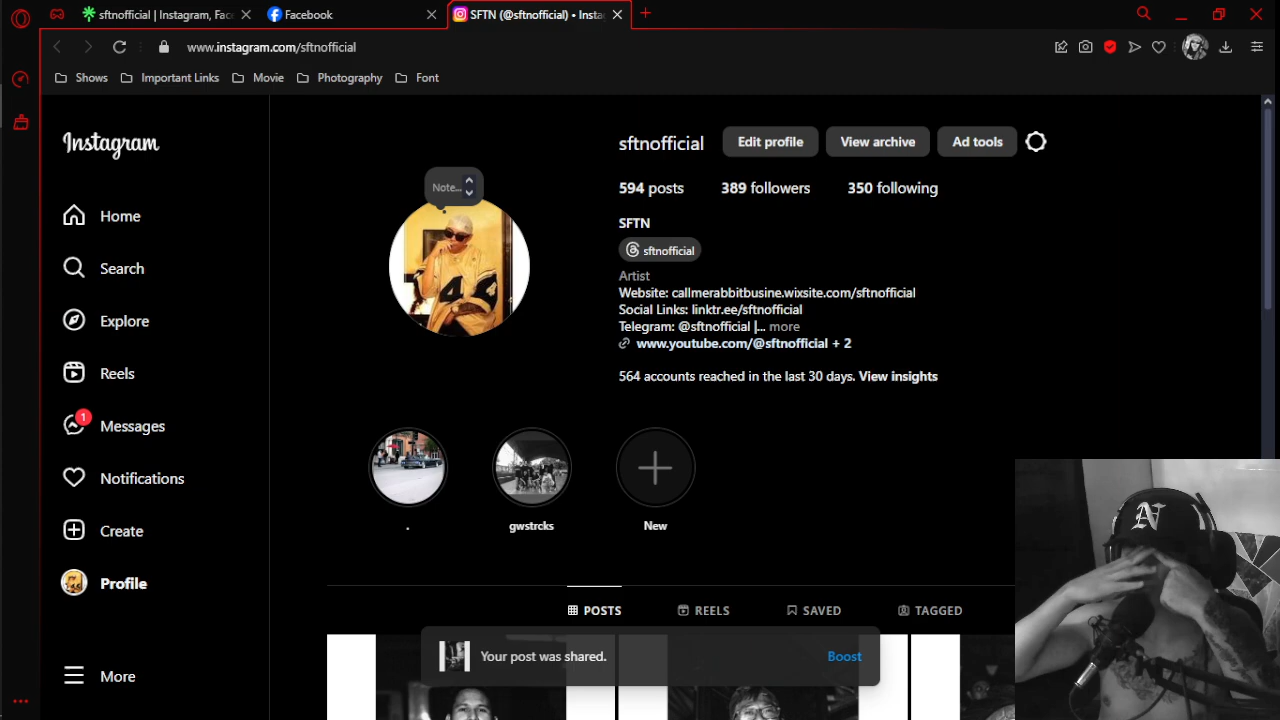 sftnofficial | Instagram, Fac
Facebook
SFTN (@sftnofficial) • Insta
www.instagram.com/sftnofficial
Shows
Important Links
Movie
Photography
Font
Instagram
Home
Search
Explore
Reels
1
Messages
Notifications
Create
Profile
More
Note...
sftnofficial
Edit profile
View archive
Ad tools
594 posts
389 followers
350 following
SFTN
sftnofficial
Artist
Website: callmerabbitbusine.wixsite.com/sftnofficial
Social Links: linktr.ee/sftnofficial
Telegram: @sftnofficial |... more
www.youtube.com/@sftnofficial + 2
564 accounts reached in the last 30 days. View insights
.
gwstrcks
New
POSTS
REELS
SAVED
TAGGED
Your post was shared.
Boost
N